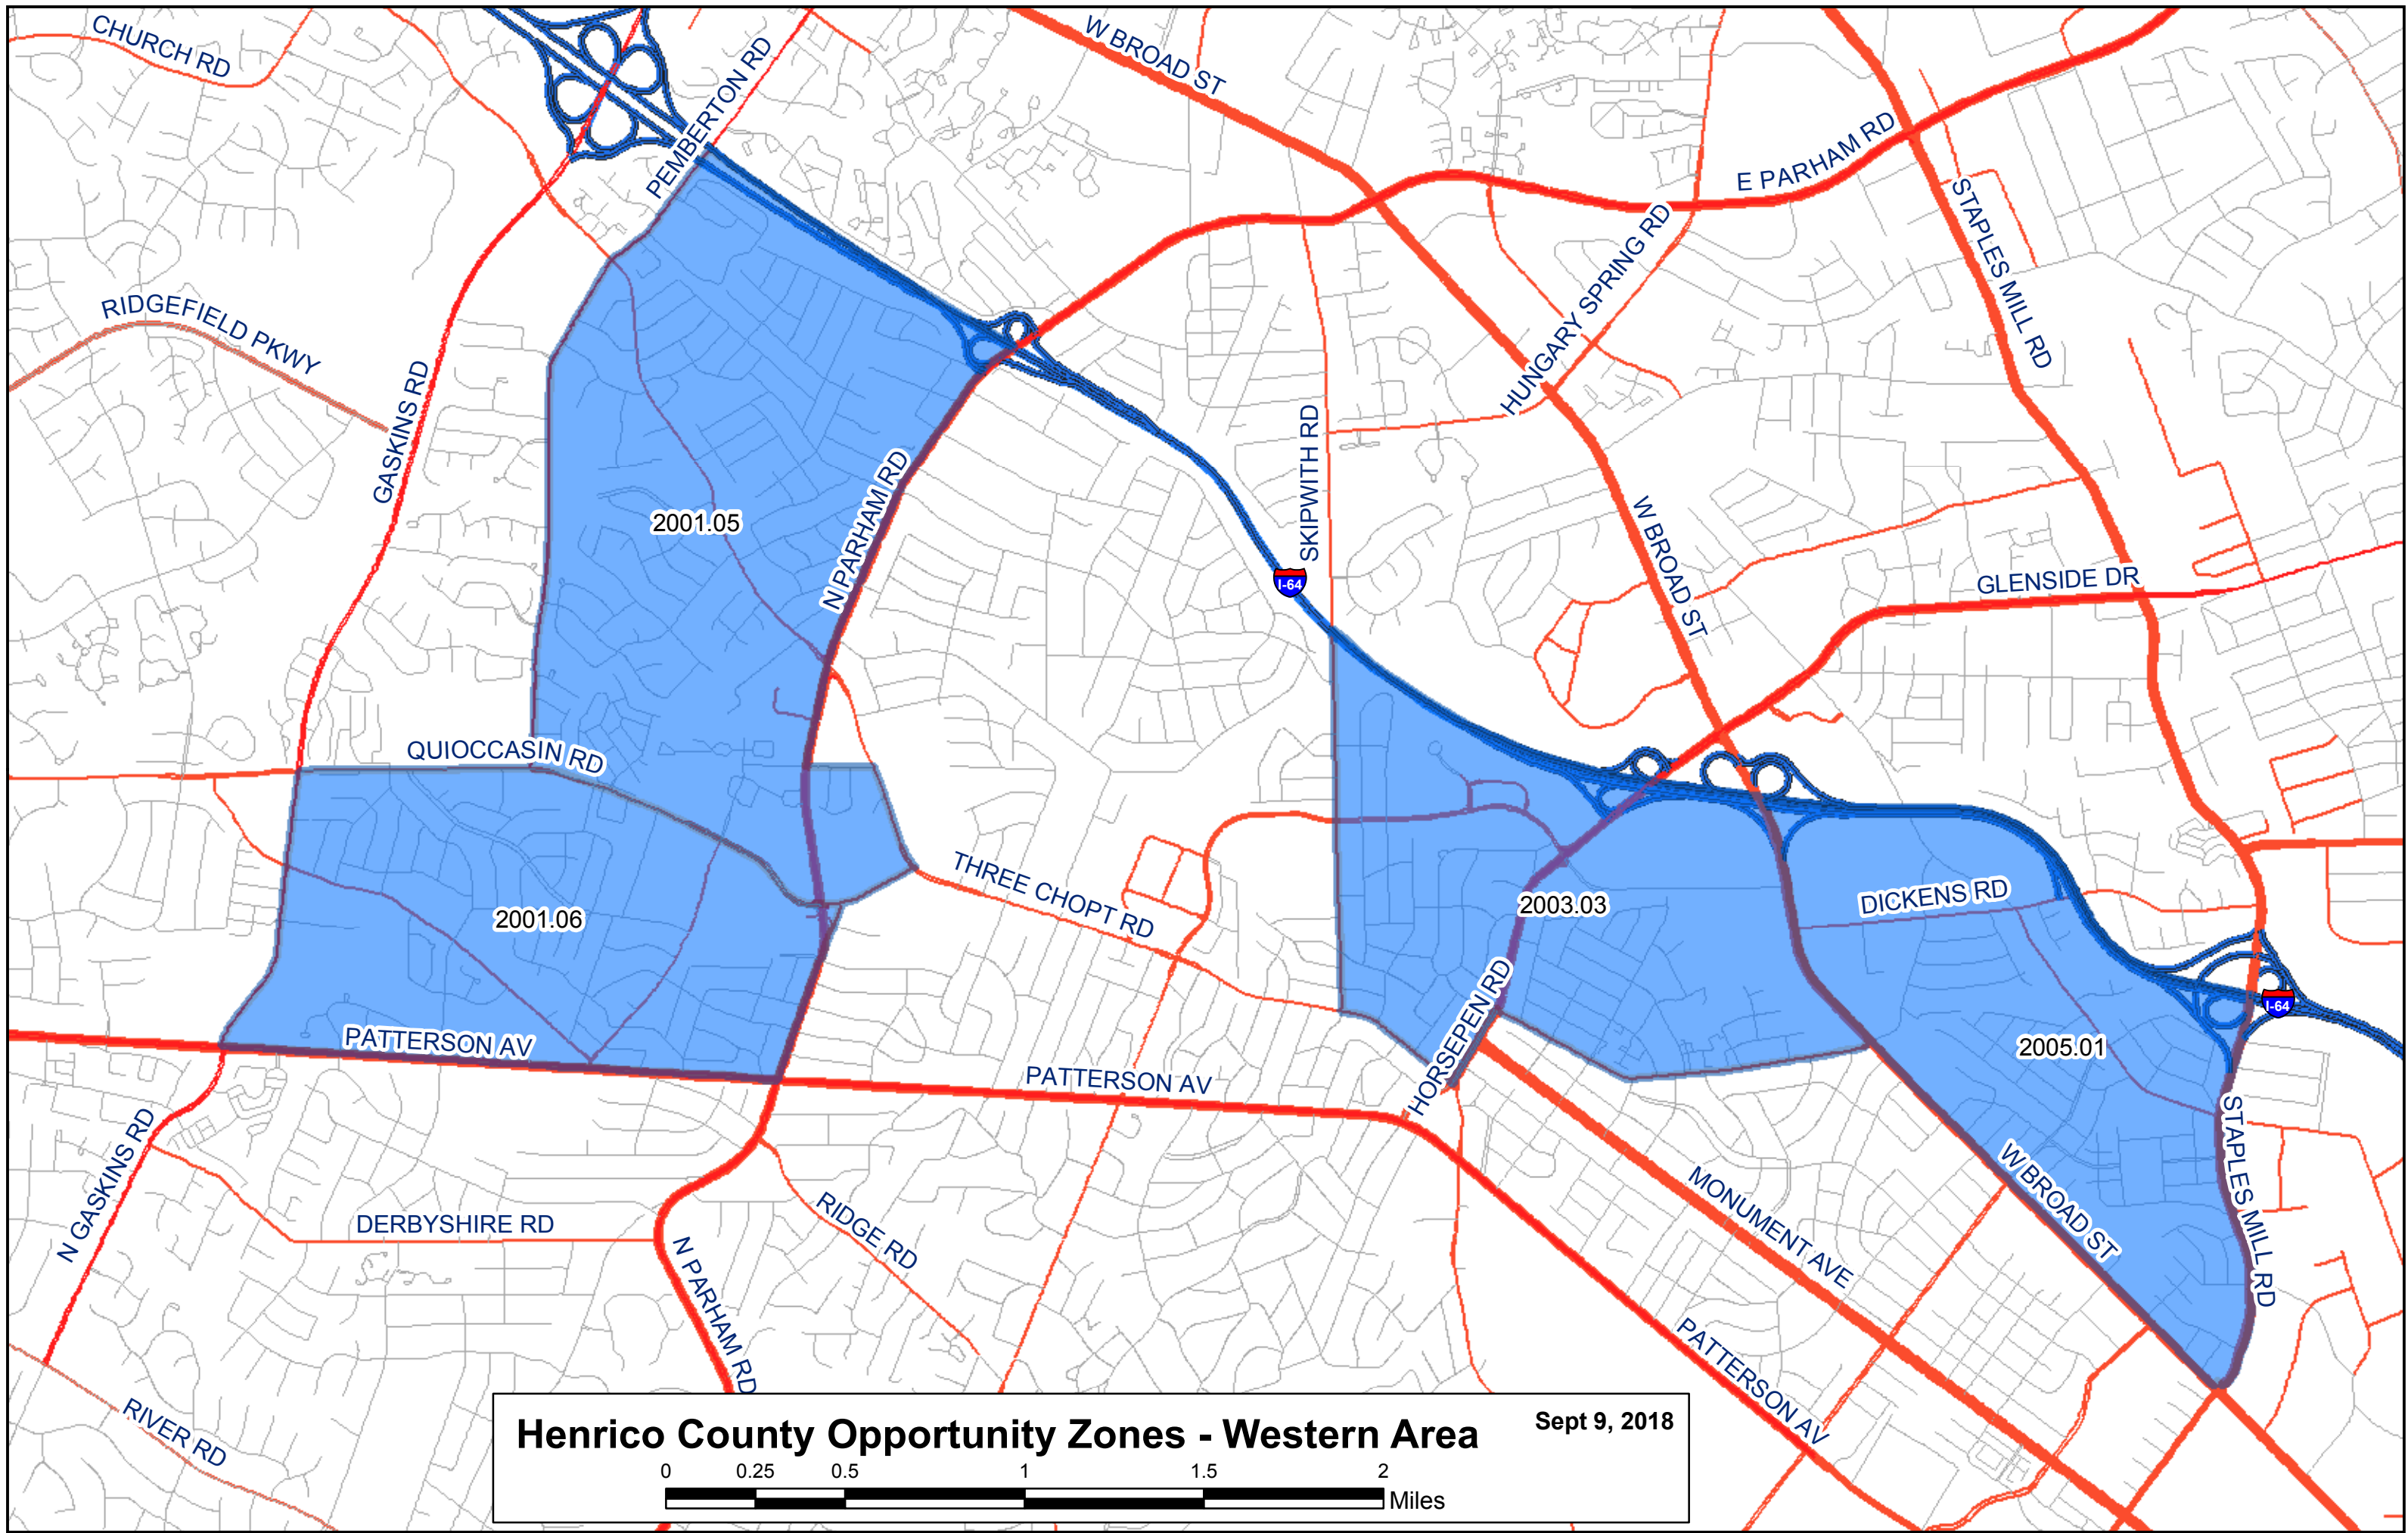 CHURCH RD
PEMBERTON RD
W BROAD ST
E PARHAM RD
STAPLES MILL RD
HUNGARY SPRING RD
RIDGEFIELD PKWY
GASKINS RD
SKIPWITH RD
N PARHAM RD
2001.05
W BROAD ST
I-64
GLENSIDE DR
QUIOCCASIN RD
THREE CHOPT RD
DICKENS RD
2003.03
2001.06
HORSEPEN RD
I-64
PATTERSON AV
2005.01
PATTERSON AV
N GASKINS RD
STAPLES MILL RD
W BROAD ST
MONUMENT AVE
DERBYSHIRE RD
RIDGE RD
N PARHAM RD
PATTERSON AV
RIVER RD
Henrico County Opportunity Zones - Western Area
Sept 9, 2018
0 0.25 0.5 1 1.5 2
Miles